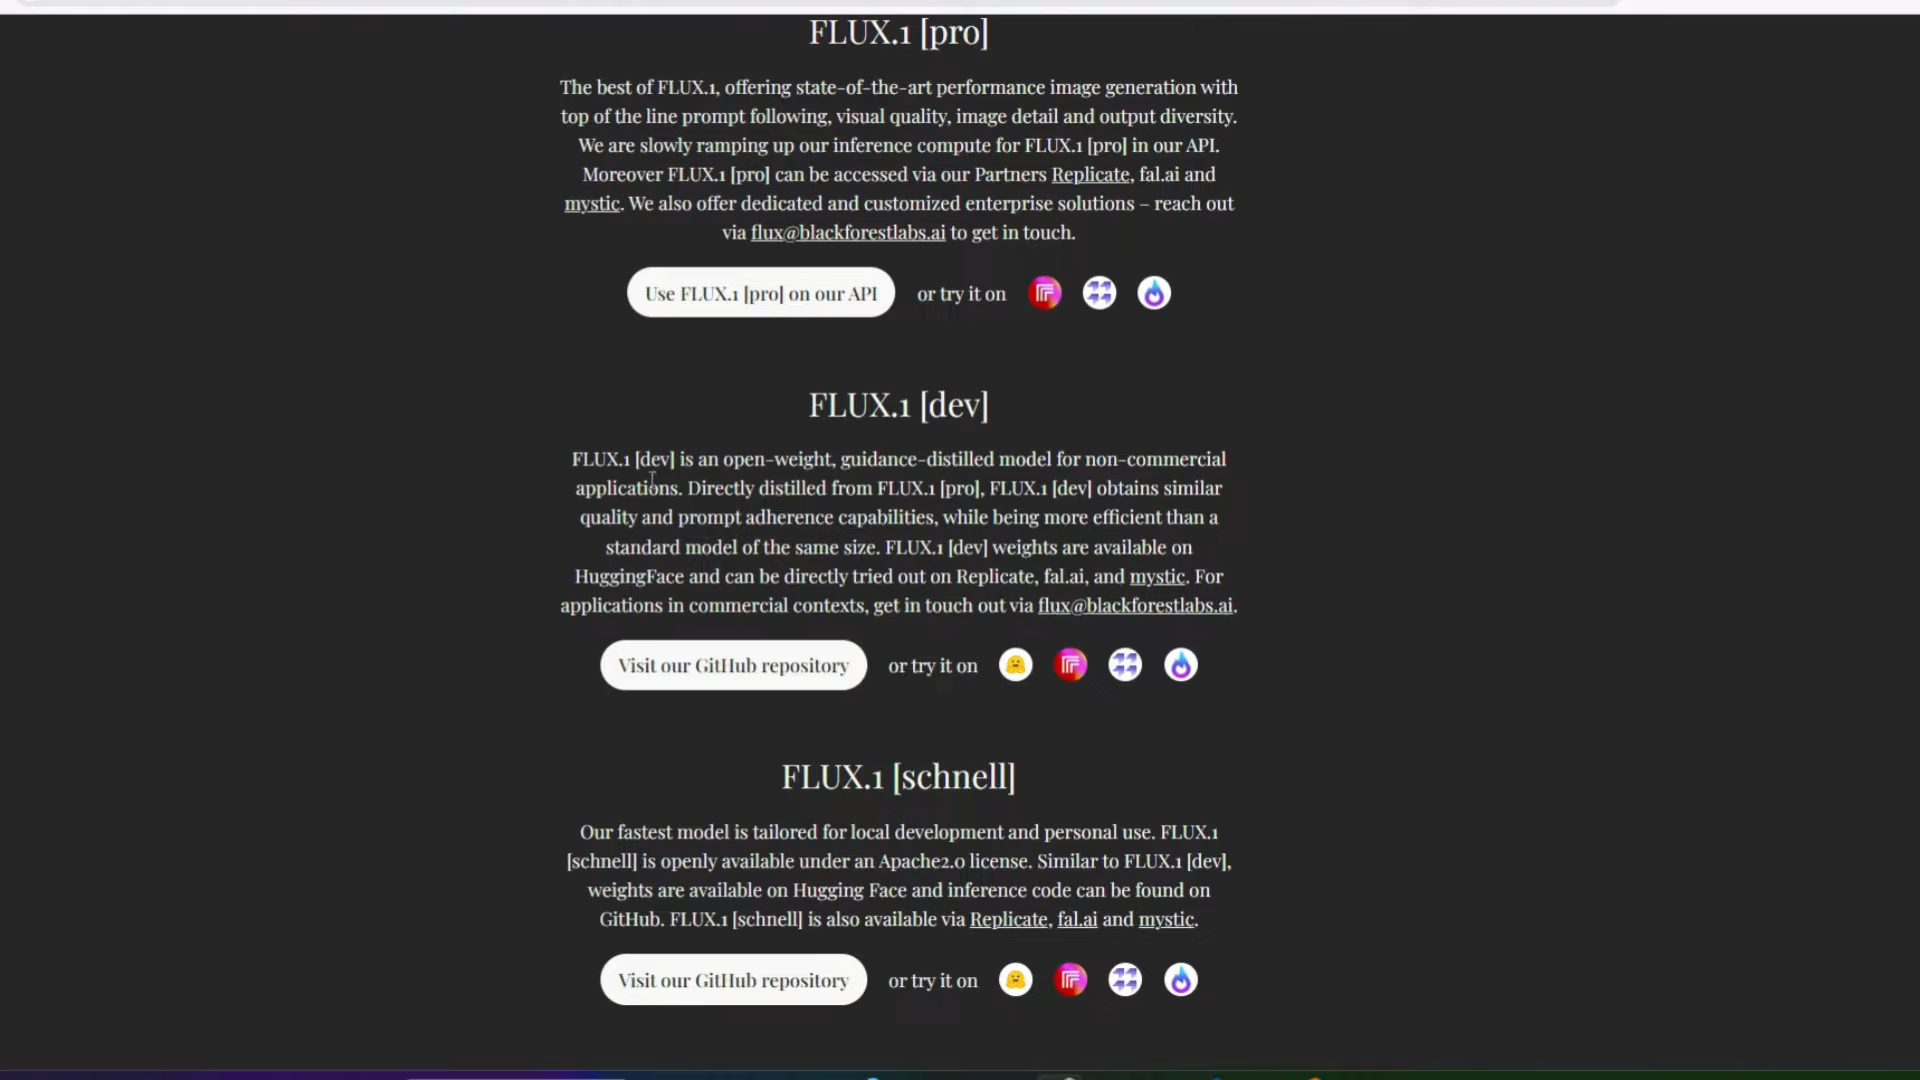 FLUX.1 [pro]
The best of FLUX.1, offering state-of-the-art performance image generation with
top of the line prompt following, visual quality, image detail and output diversity.
We are slowly ramping up our inference compute for FLUX.1 [pro] in our API.
Moreover FLUX.1 [pro] can be accessed via our Partners Replicate, fal.ai and
mystic. We also offer dedicated and customized enterprise solutions – reach out
via flux@blackforestlabs.ai to get in touch.
Use FLUX.1 [pro] on our API or try it on
FLUX.1 [dev]
FLUX.1 [dev] is an open-weight, guidance-distilled model for non-commercial
applications. Directly distilled from FLUX.1 [pro], FLUX.1 [dev] obtains similar
quality and prompt adherence capabilities, while being more efficient than a
standard model of the same size. FLUX.1 [dev] weights are available on
HuggingFace and can be directly tried out on Replicate, fal.ai, and mystic. For
applications in commercial contexts, get in touch out via flux@blackforestlabs.ai.
Visit our GitHub repository or try it on
FLUX.1 [schnell]
Our fastest model is tailored for local development and personal use. FLUX.1
[schnell] is openly available under an Apache2.0 license. Similar to FLUX.1 [dev],
weights are available on Hugging Face and inference code can be found on
GitHub. FLUX.1 [schnell] is also available via Replicate, fal.ai and mystic.
Visit our GitHub repository or try it on